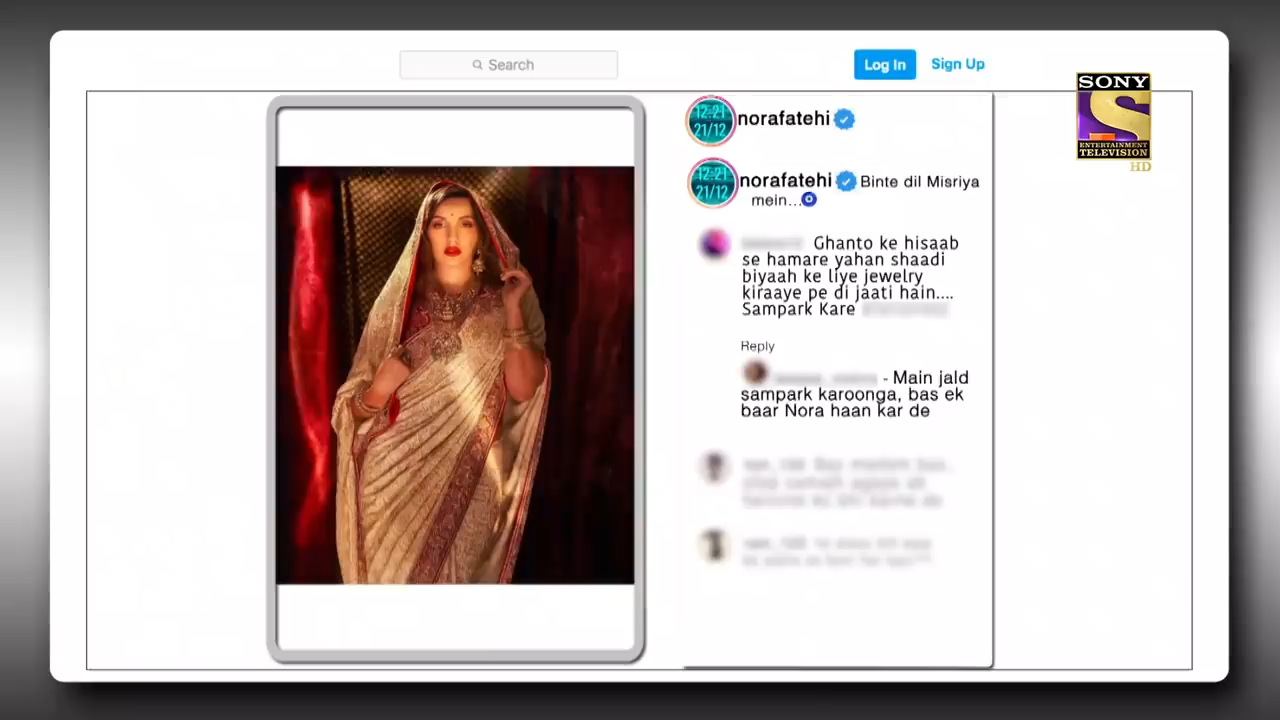 Search
Log In
Sign Up
SONY
ENTERTAINMENT
TELEVISION
HD
12:21
21/12
norafatehi
12:21
21/12
norafatehi Binte dil Misriya
mein...
Ghanto ke hisaab
se hamare yahan shaadi
biyaah ke liye jewelry
kiraaye pe di jaati hain....
Sampark Kare
Reply
- Main jald
sampark karoonga, bas ek
baar Nora haan kar de